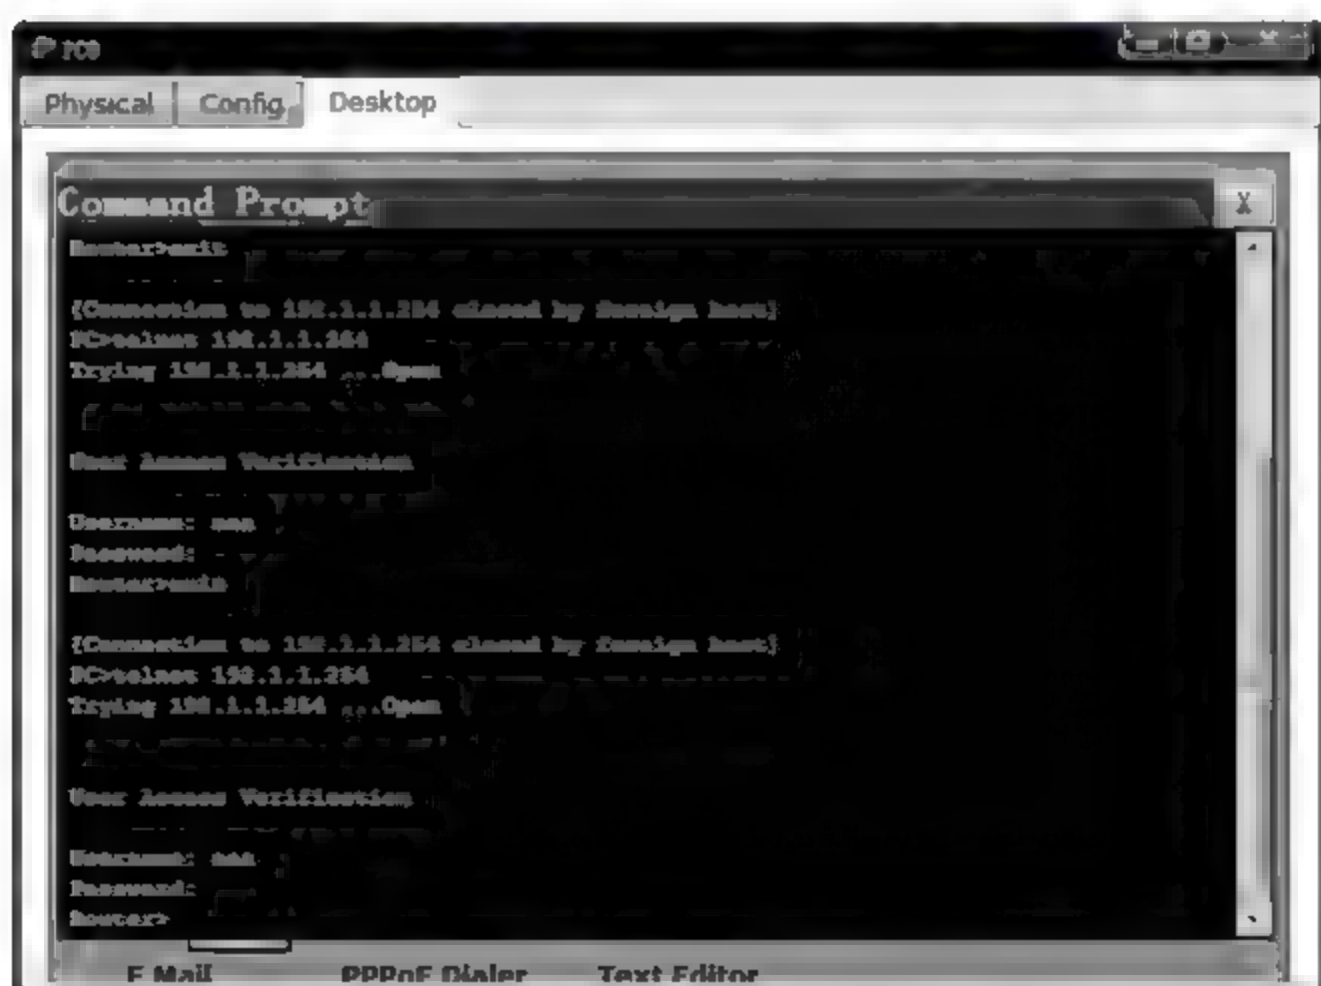 PC0
Physical Config Desktop
Command Prompt X
Router>exit
[Connection to 192.1.1.254 closed by foreign host]
PC>telnet 192.1.1.254
Trying 192.1.1.254 ...Open
User Access Verification
Username:
Password:
Router>exit
[Connection to 192.1.1.254 closed by foreign host]
PC>telnet 192.1.1.254
Trying 192.1.1.254 ...Open
User Access Verification
Username:
Password:
Router>
E Mail PPPoE Dialer Text Editor